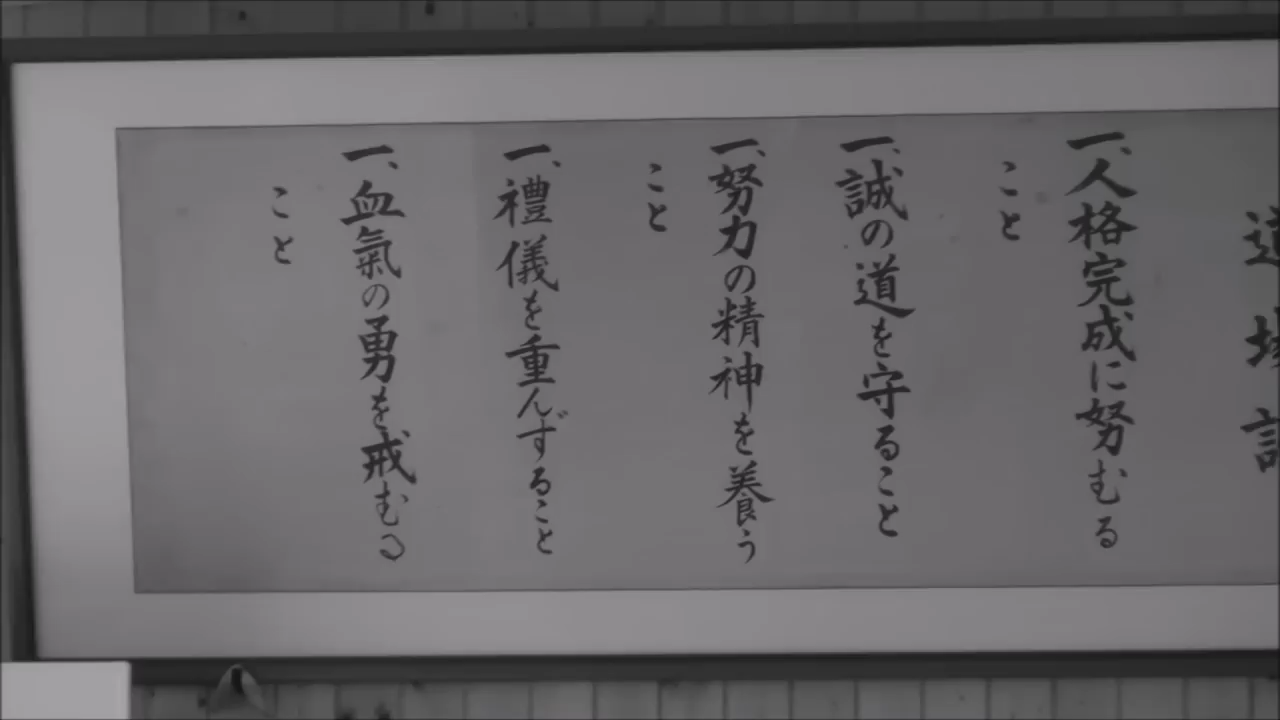 道場訓
一、人格完成に努むる
こと
一、誠の道を守ること
一、努力の精神を養う
こと
一、禮儀を重んずること
一、血氣の勇を戒むる
こと